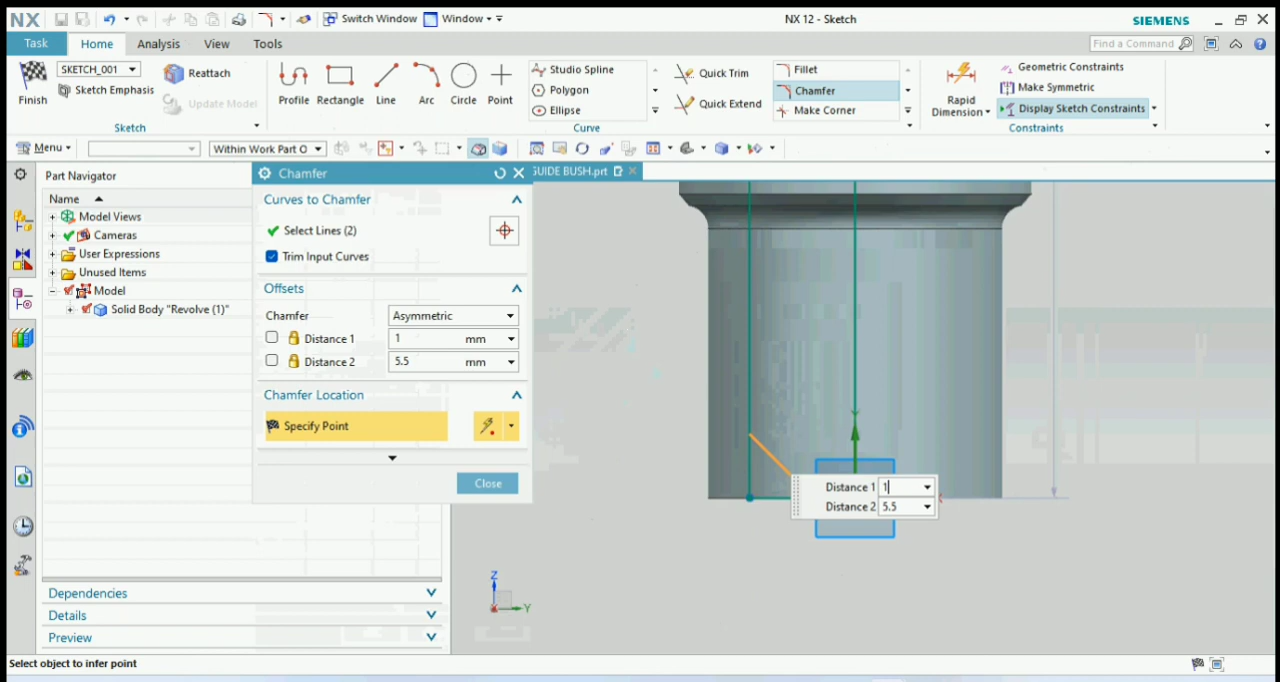 NX
Switch Window
Window
NX 12 - Sketch
SIEMENS
Task
Home
Analysis
View
Tools
Find a Command
Finish
SKETCH_001
Sketch Emphasis
Reattach
Update Model
Sketch
Profile
Rectangle
Line
Arc
Circle
Point
Studio Spline
Polygon
Ellipse
Curve
Quick Trim
Quick Extend
Fillet
Chamfer
Make Corner
Rapid
Dimension
Geometric Constraints
Make Symmetric
Display Sketch Constraints
Constraints
Menu
Within Work Part O
Part Navigator
Name
Model Views
Cameras
User Expressions
Unused Items
Model
Solid Body "Revolve (1)"
Dependencies
Details
Preview
Chamfer
Curves to Chamfer
Select Lines (2)
Trim Input Curves
Offsets
Chamfer
Asymmetric
Distance 1
1 mm
Distance 2
5.5 mm
Chamfer Location
Specify Point
Close
GUIDE BUSH.prt
Distance 1 1
Distance 2 5.5
Z
Y
Select object to infer point